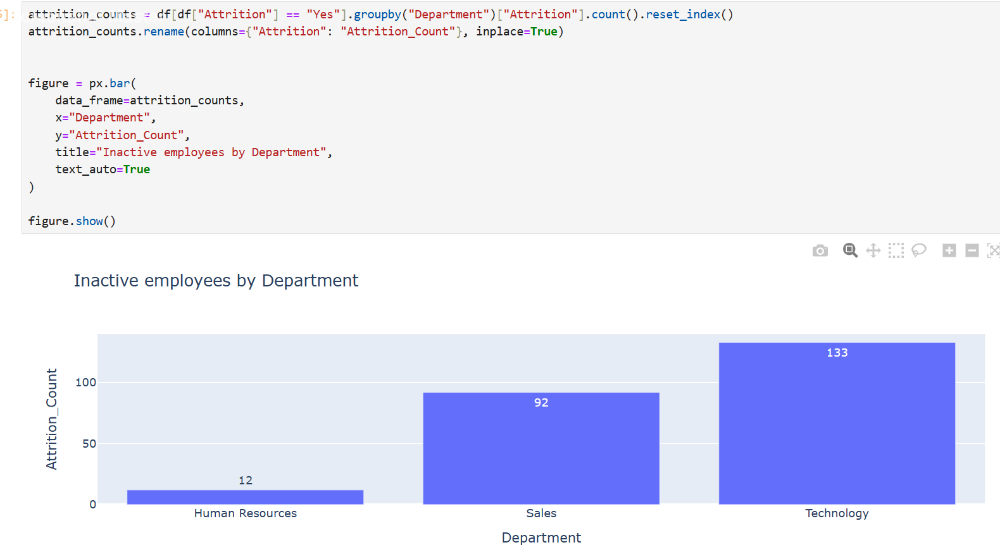 5]:
attrition_counts = df[df["Attrition"] == "Yes"].groupby("Department")["Attrition"].count().reset_index()
attrition_counts.rename(columns={"Attrition": "Attrition_Count"}, inplace=True)
figure = px.bar(
data_frame=attrition_counts,
x="Department",
y="Attrition_Count",
title="Inactive employees by Department",
text_auto=True
)
figure.show()
Inactive employees by Department
Attrition_Count
100
50
0
12
92
133
Human Resources
Sales
Technology
Department